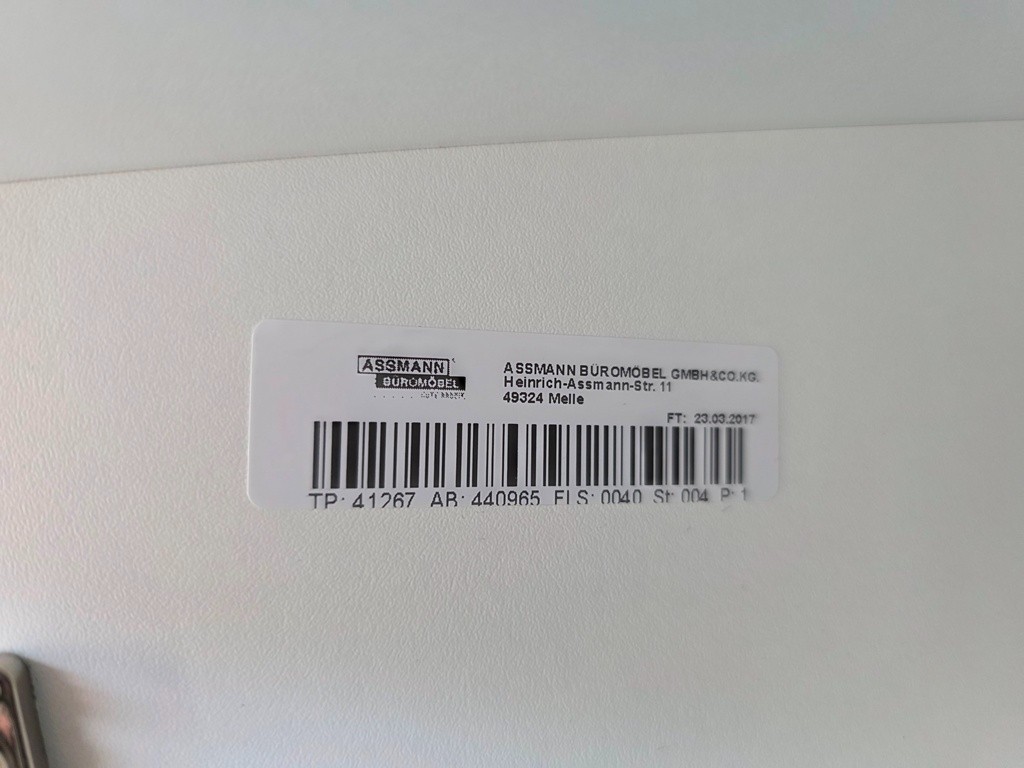 ASSMANN
BÜROMÖBEL
ASSMANN BÜROMÖBEL GMBH&CO.KG.
Heinrich-Assmann-Str. 11
49324 Melle
FT: 23.03.2017
TP: 41267 AB: 440965 FLS: 0040 St: 004 P: 1